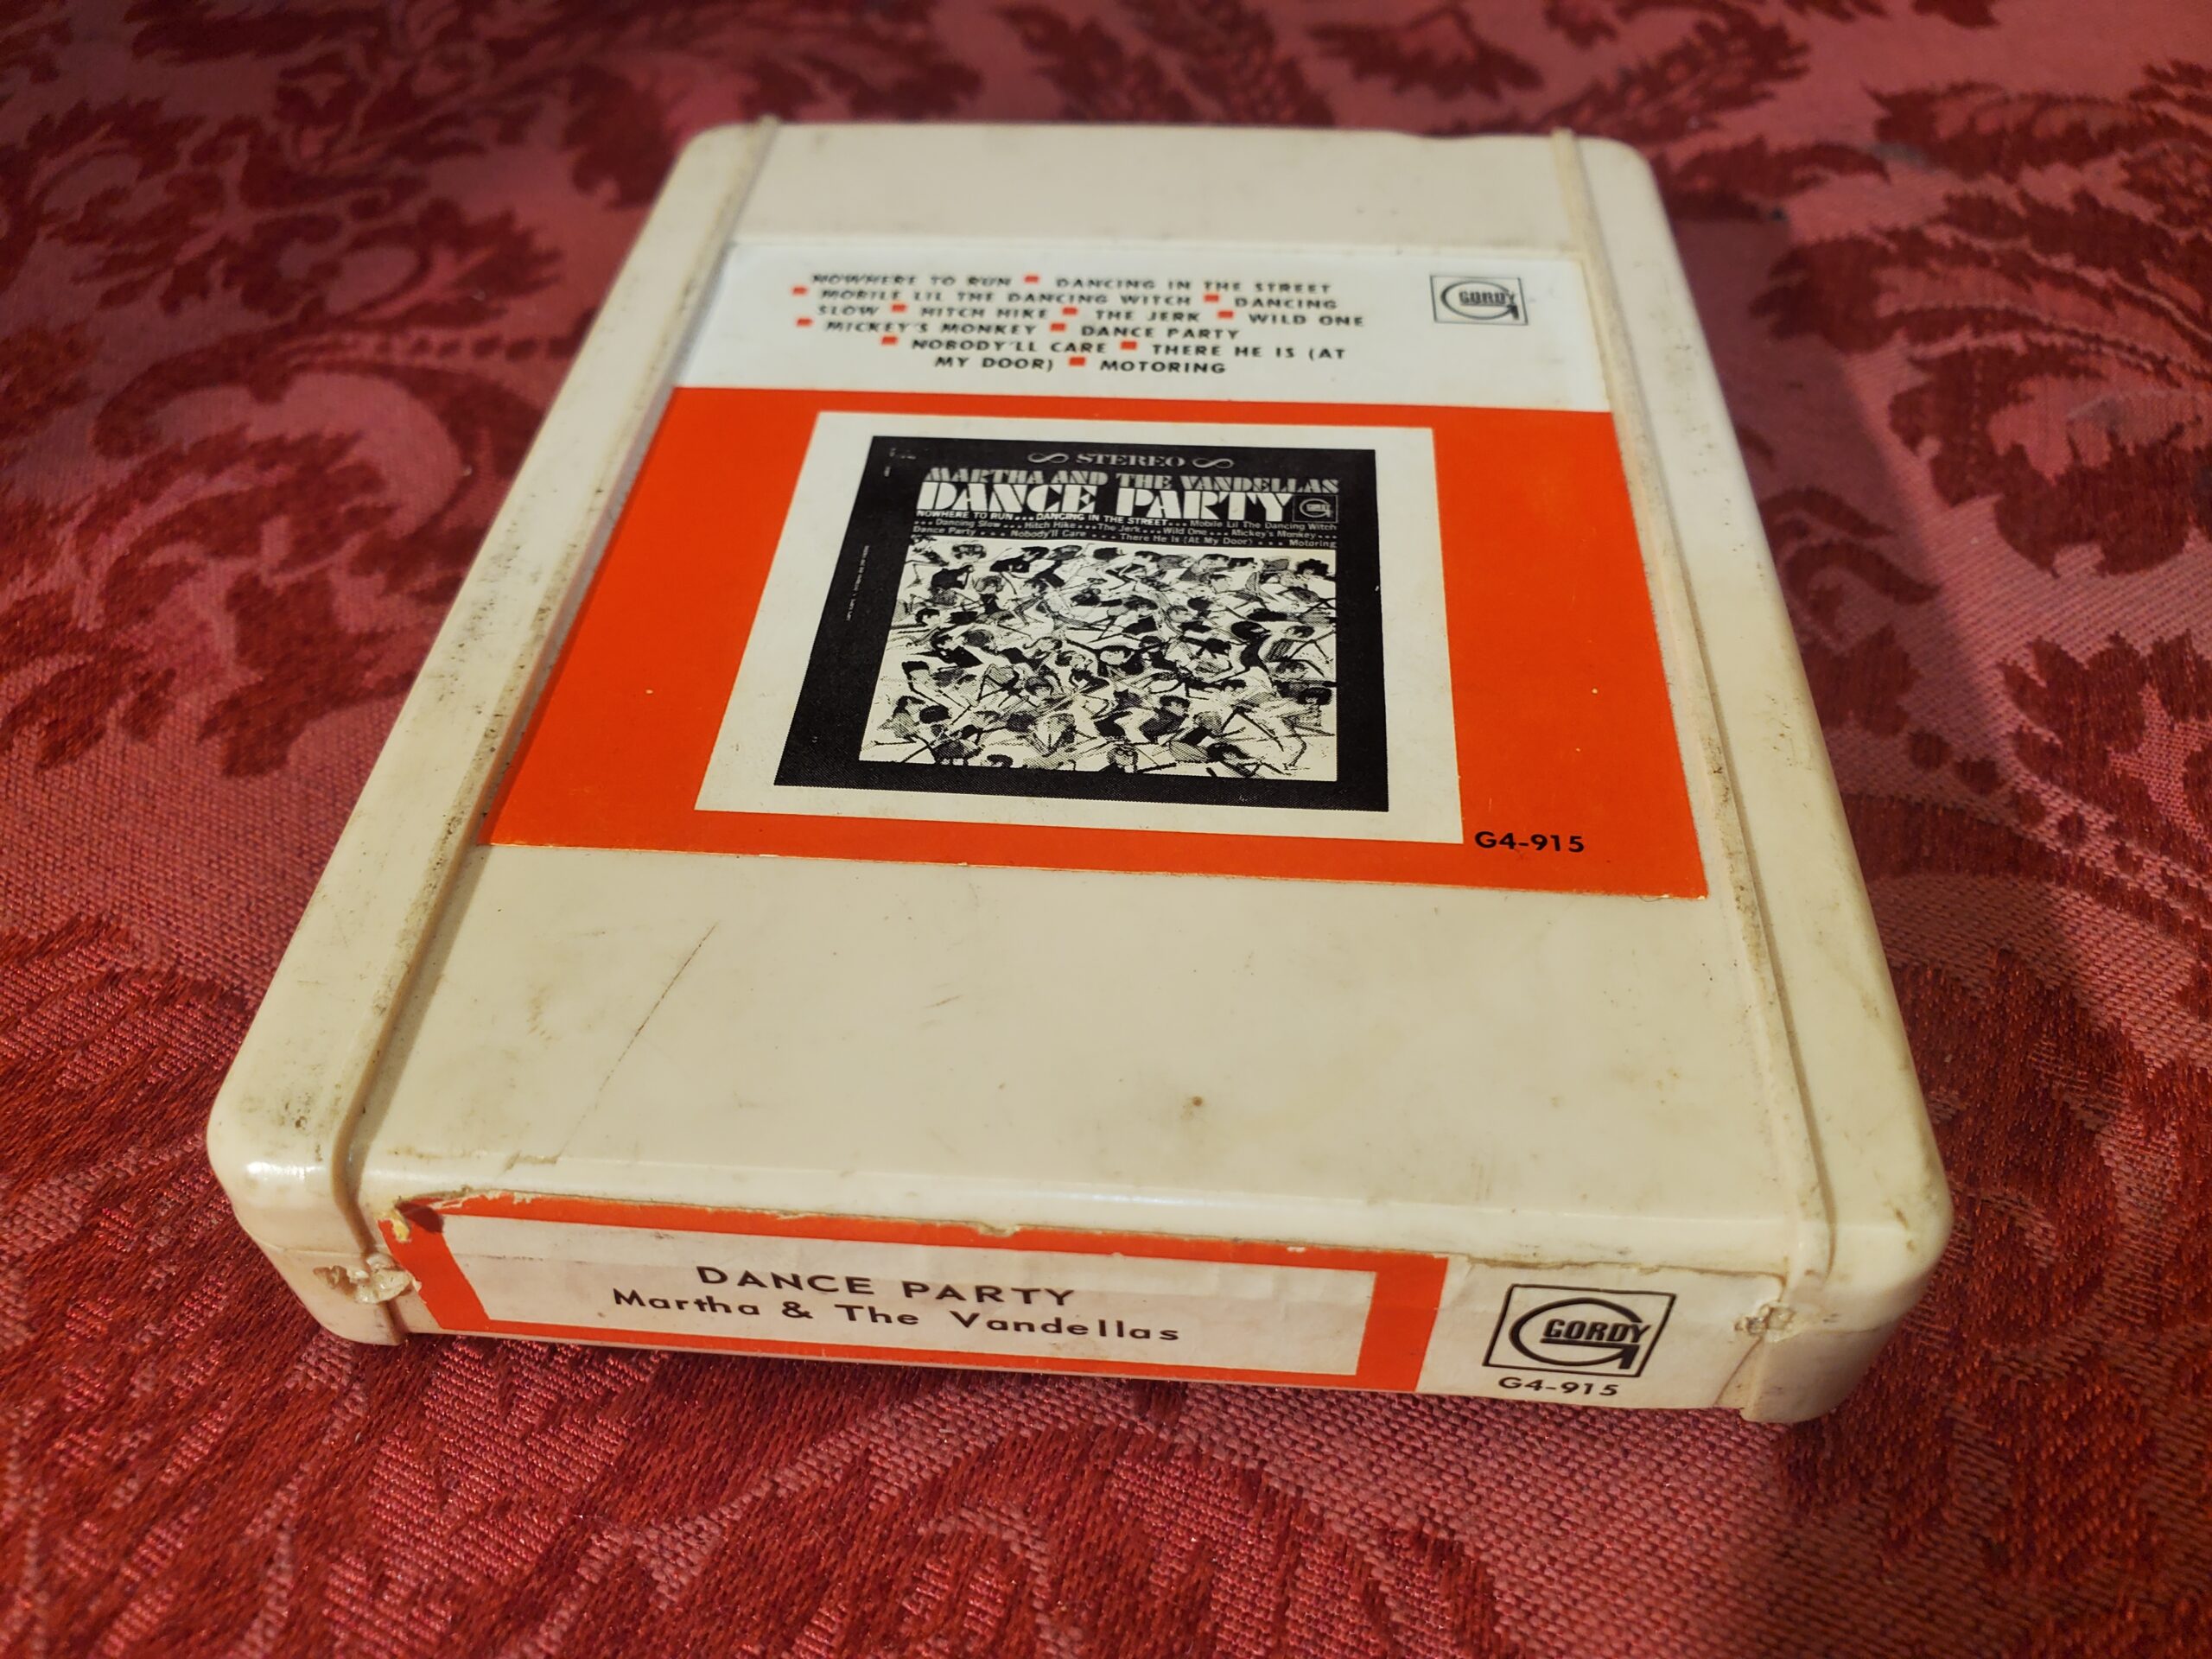 NOWHERE TO RUN ■ DANCING IN THE STREET
■ MOBILE LIL THE DANCING WITCH ■ DANCING
SLOW ■ HITCH HIKE ■ THE JERK ■ WILD ONE
■ MICKEY'S MONKEY ■ DANCE PARTY
■ NOBODY'LL CARE ■ THERE HE IS (AT
MY DOOR) ■ MOTORING
GORDY
STEREO
MARTHA AND THE VANDELLAS
DANCE PARTY
NOWHERE TO RUN...DANCING IN THE STREET...Mobile Lil The Dancing Witch
...Dancing Slow...Hitch Hike...The Jerk...Wild One...Mickey's Monkey...
Dance Party....Nobody'll Care....There He Is (At My Door)....Motoring
G4-915
DANCE PARTY
Martha & The Vandellas
GORDY
G4-915